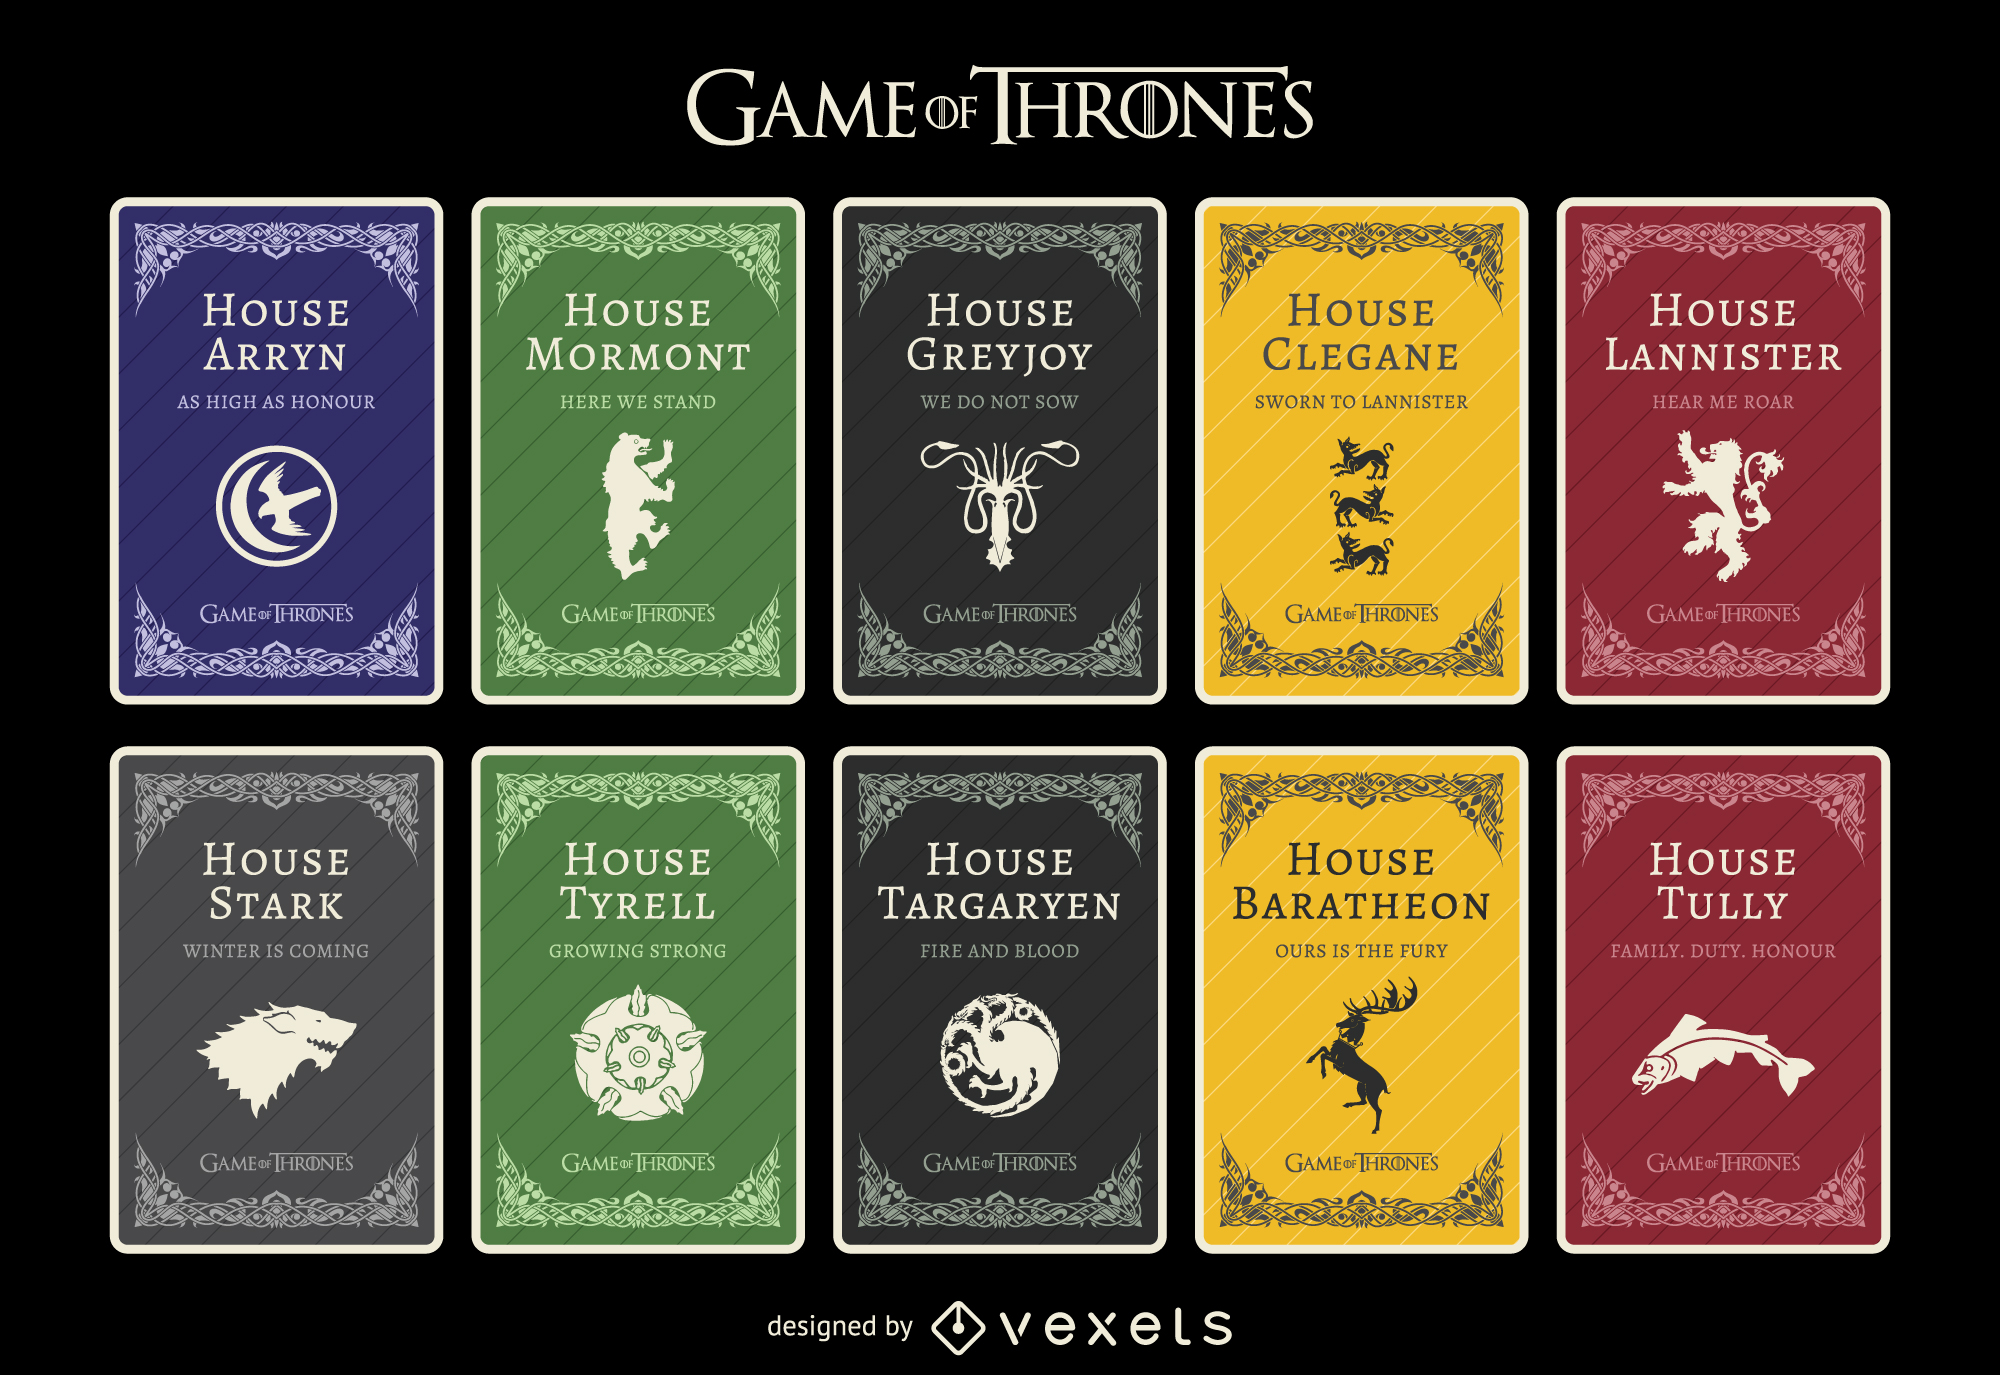 GAME OF THRONES
HOUSE
ARRYN
AS HIGH AS HONOUR
GAME OF THRONES
HOUSE
MORMONT
HERE WE STAND
GAME OF THRONES
HOUSE
GREYJOY
WE DO NOT SOW
GAME OF THRONES
HOUSE
CLEGANE
SWORN TO LANNISTER
GAME OF THRONES
HOUSE
LANNISTER
HEAR ME ROAR
GAME OF THRONES
HOUSE
STARK
WINTER IS COMING
GAME OF THRONES
HOUSE
TYRELL
GROWING STRONG
GAME OF THRONES
HOUSE
TARGARYEN
FIRE AND BLOOD
GAME OF THRONES
HOUSE
BARATHEON
OURS IS THE FURY
GAME OF THRONES
HOUSE
TULLY
FAMILY. DUTY. HONOUR
GAME OF THRONES
designed by vexels